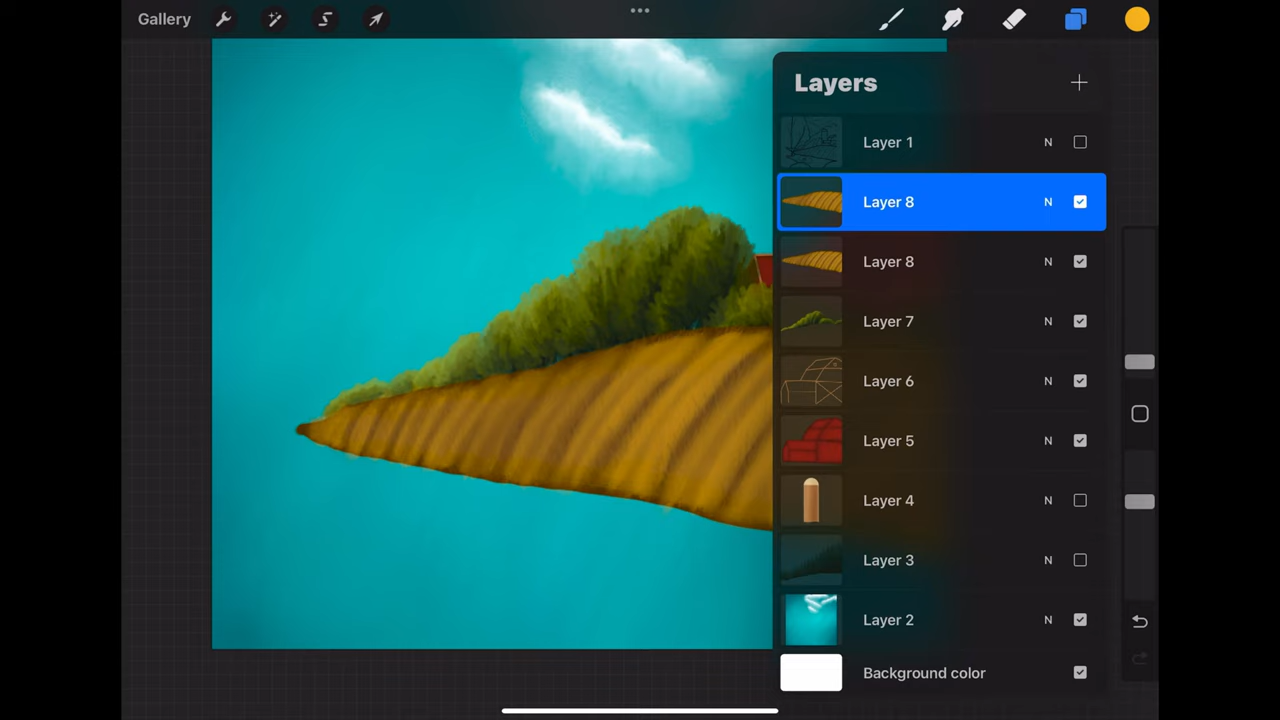 Gallery
Layers
Layer 1 N
Layer 8 N
Layer 8 N
Layer 7 N
Layer 6 N
Layer 5 N
Layer 4 N
Layer 3 N
Layer 2 N
Background color